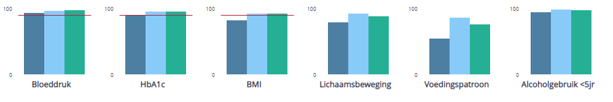 100 100 100 100 100 100
0 0 0 0 0 0
Bloeddruk HbA1c BMI Lichaamsbeweging Voedingspatroon Alcoholgebruik <5jr